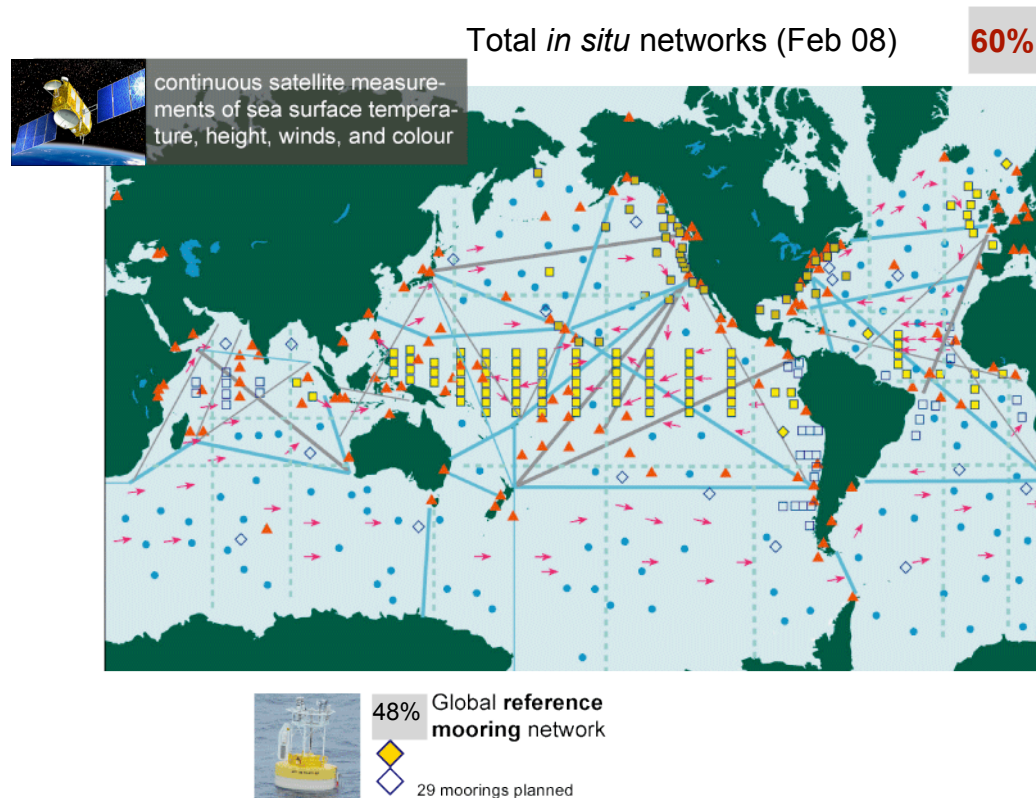 Total in situ networks (Feb 08) 60%
continuous satellite measure-
ments of sea surface tempera-
ture, height, winds, and colour
48% Global reference
mooring network
29 moorings planned